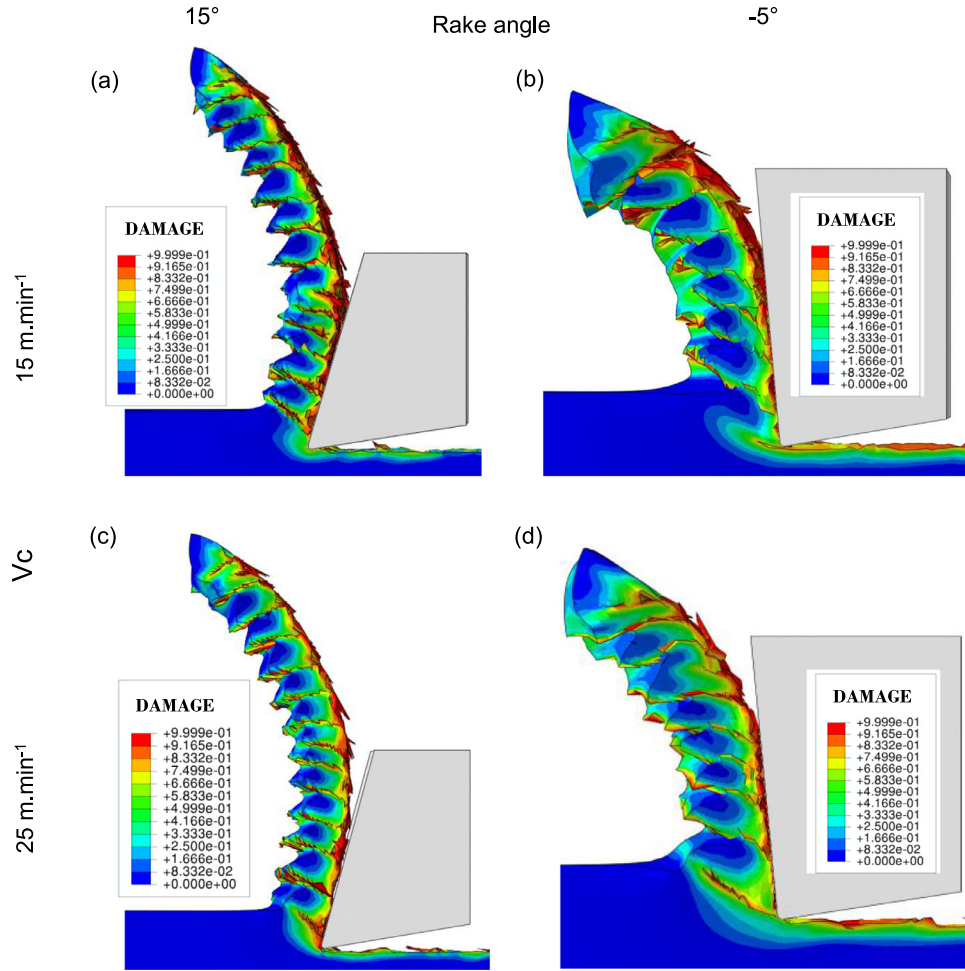 15°
Rake angle
-5°
(a)
(b)
15 m.min⁻¹
DAMAGE
+9.999e-01
+9.165e-01
+8.332e-01
+7.499e-01
+6.666e-01
+5.833e-01
+4.999e-01
+4.166e-01
+3.333e-01
+2.500e-01
+1.666e-01
+8.332e-02
+0.000e+00
DAMAGE
+9.999e-01
+9.165e-01
+8.332e-01
+7.499e-01
+6.666e-01
+5.833e-01
+4.999e-01
+4.166e-01
+3.333e-01
+2.500e-01
+1.666e-01
+8.332e-02
+0.000e+00
Vc
(c)
(d)
25 m.min⁻¹
DAMAGE
+9.999e-01
+9.165e-01
+8.332e-01
+7.499e-01
+6.666e-01
+5.833e-01
+4.999e-01
+4.166e-01
+3.333e-01
+2.500e-01
+1.666e-01
+8.332e-02
+0.000e+00
DAMAGE
+9.999e-01
+9.165e-01
+8.332e-01
+7.499e-01
+6.666e-01
+5.833e-01
+4.999e-01
+4.166e-01
+3.333e-01
+2.500e-01
+1.666e-01
+8.332e-02
+0.000e+00